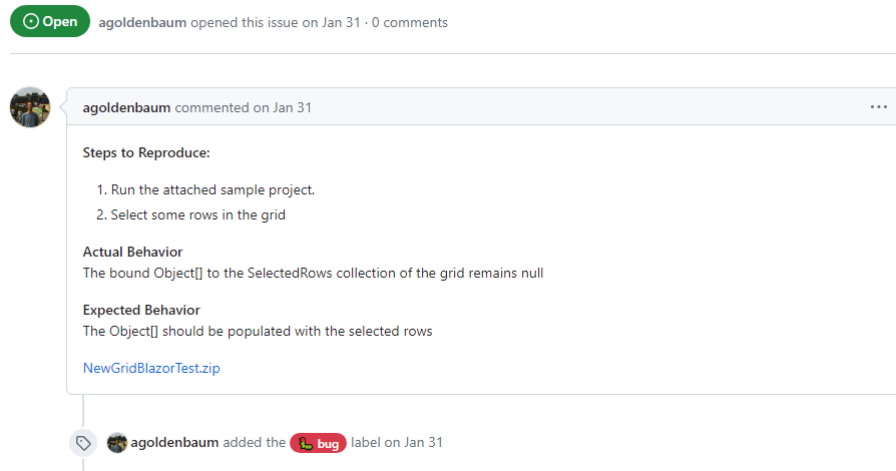 Open agoldenbaum opened this issue on Jan 31 · 0 comments
agoldenbaum commented on Jan 31
Steps to Reproduce:
1. Run the attached sample project.
2. Select some rows in the grid
Actual Behavior
The bound Object[] to the SelectedRows collection of the grid remains null
Expected Behavior
The Object[] should be populated with the selected rows
NewGridBlazorTest.zip
agoldenbaum added the bug label on Jan 31